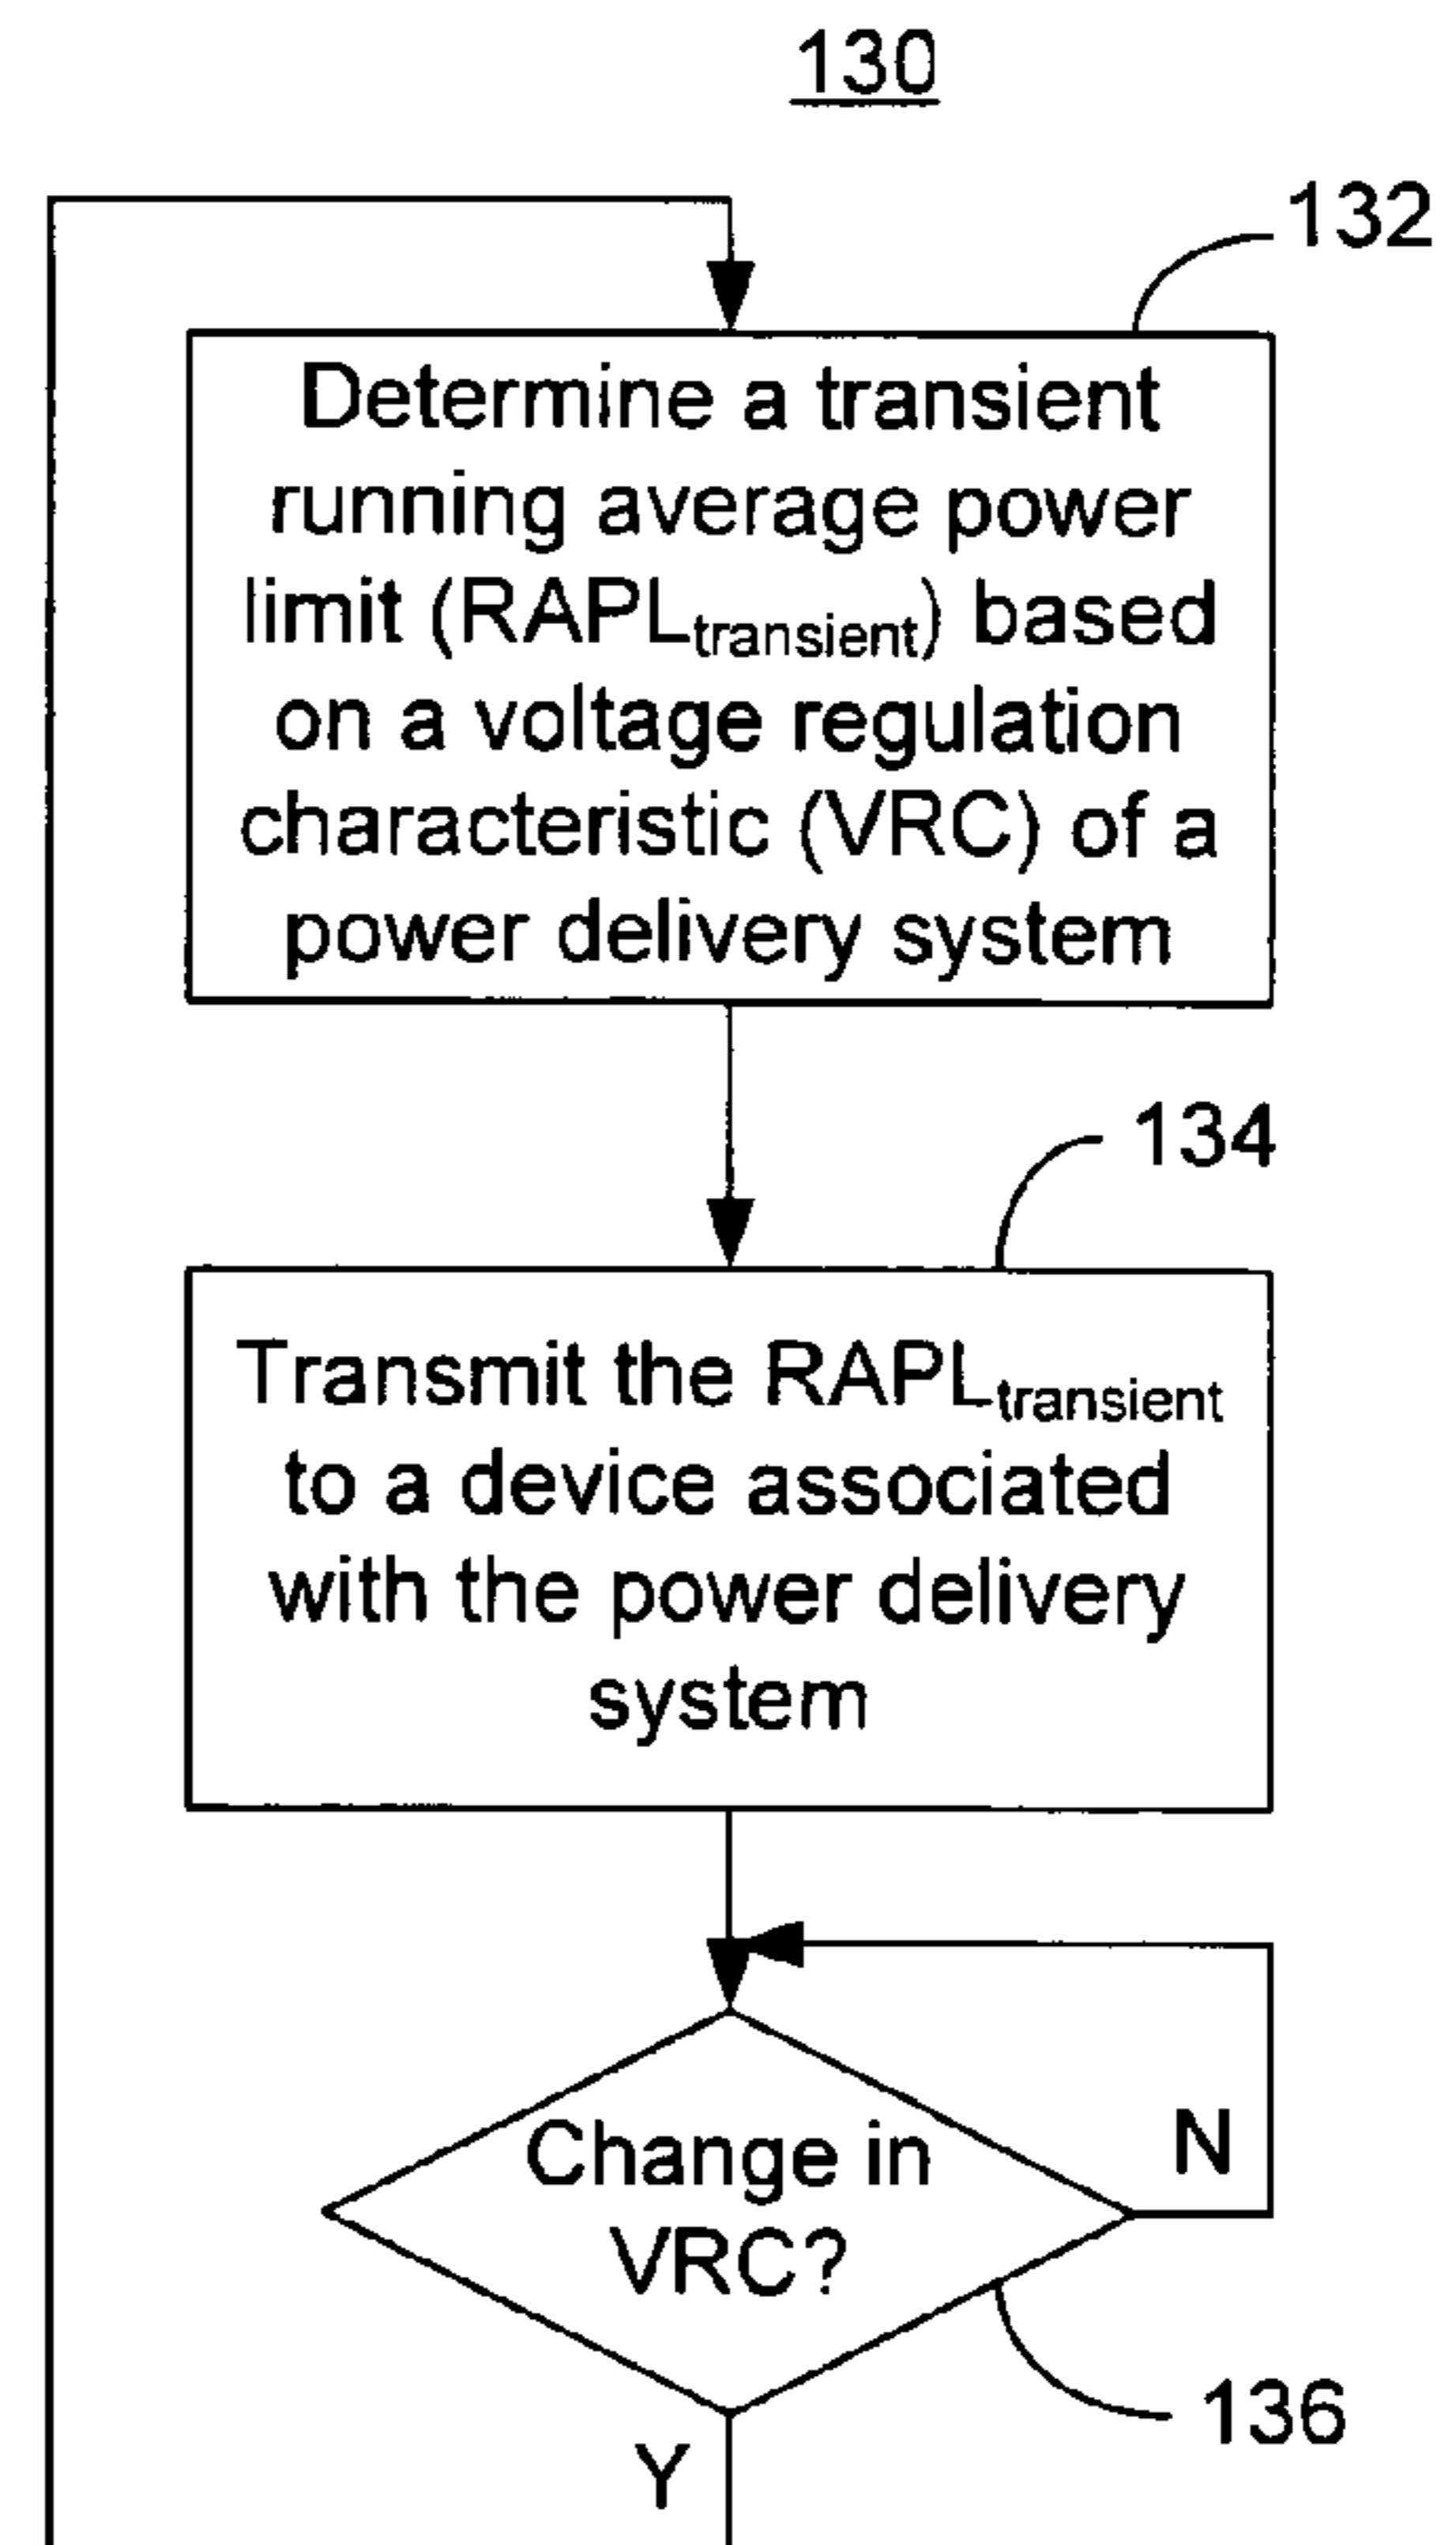 130
132
Determine a transient
running average power
limit (RAPLtransient) based
on a voltage regulation
characteristic (VRC) of a
power delivery system
134
Transmit the RAPLtransient
to a device associated
with the power delivery
system
N
Change in
VRC?
136
Y